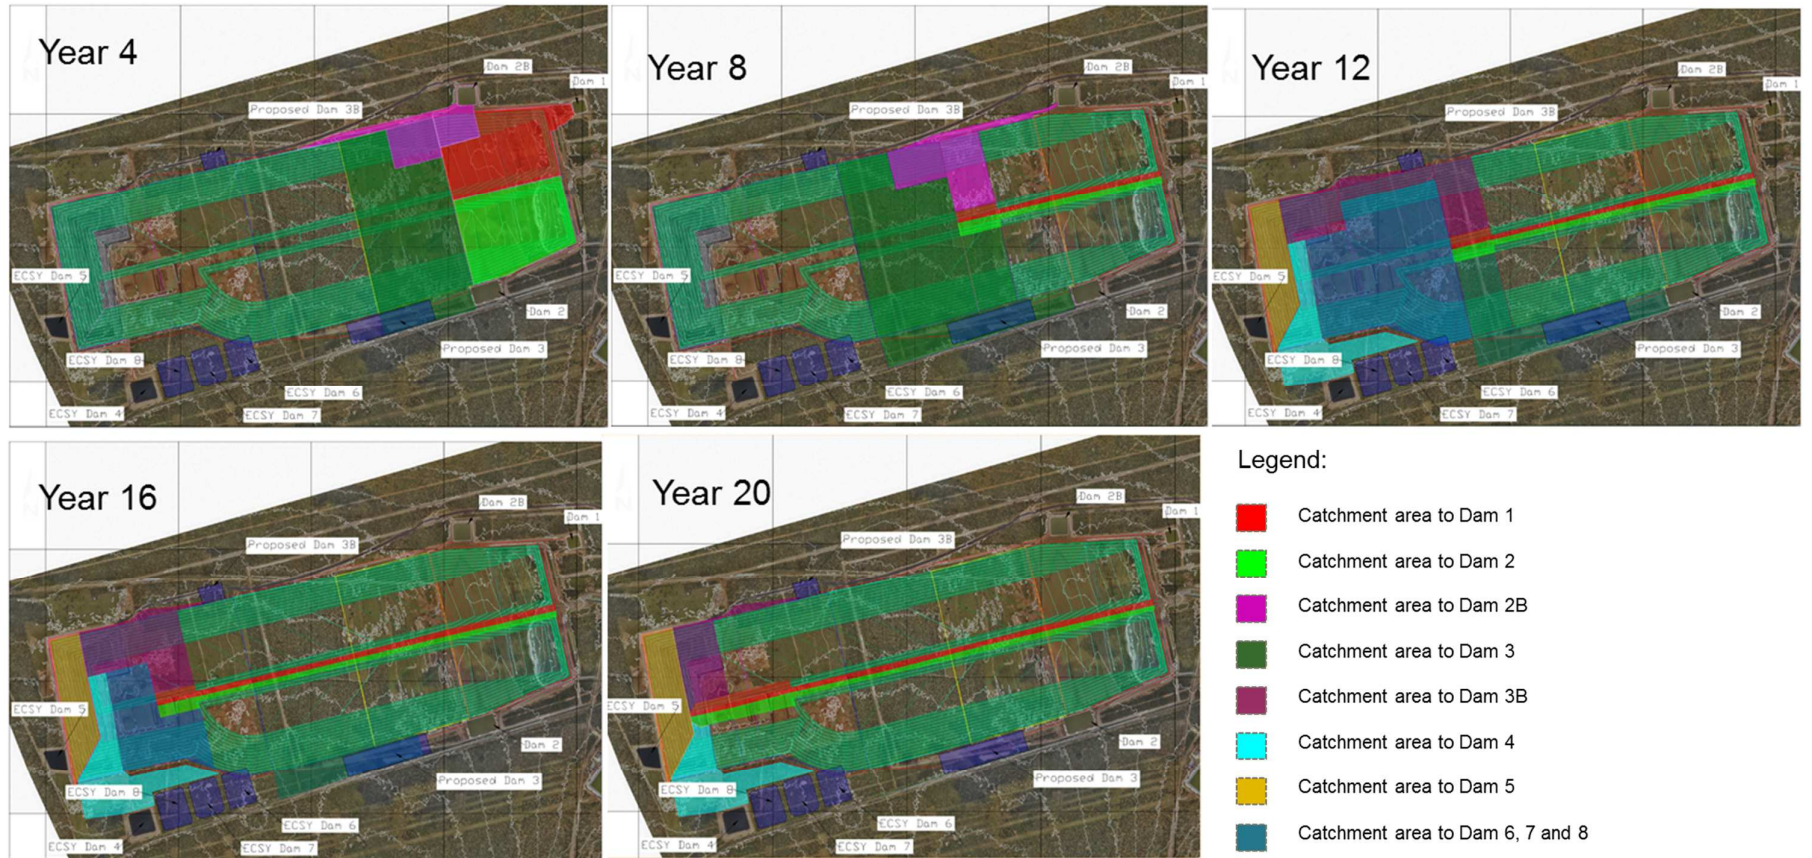 Year 4
Dam 2B
Dam 1
Proposed Dam 3B
ECSY Dam 5
Dam 2
Proposed Dam 3
ECSY Dam 8
ECSY Dam 6
ECSY Dam 4
ECSY Dam 7
Year 8
Dam 2B
Dam 1
Proposed Dam 3B
ECSY Dam 5
Dam 2
Proposed Dam 3
ECSY Dam 8
ECSY Dam 6
ECSY Dam 4
ECSY Dam 7
Year 12
Dam 2B
Dam 1
Proposed Dam 3B
ECSY Dam 5
Dam 2
Proposed Dam 3
ECSY Dam 8
ECSY Dam 6
ECSY Dam 4
ECSY Dam 7
Year 16
Dam 2B
Dam 1
Proposed Dam 3B
ECSY Dam 5
Dam 2
Proposed Dam 3
ECSY Dam 8
ECSY Dam 6
ECSY Dam 4
ECSY Dam 7
Year 20
Dam 2B
Dam 1
Proposed Dam 3B
ECSY Dam 5
Dam 2
Proposed Dam 3
ECSY Dam 8
ECSY Dam 6
ECSY Dam 4
ECSY Dam 7
Legend:
Catchment area to Dam 1
Catchment area to Dam 2
Catchment area to Dam 2B
Catchment area to Dam 3
Catchment area to Dam 3B
Catchment area to Dam 4
Catchment area to Dam 5
Catchment area to Dam 6, 7 and 8